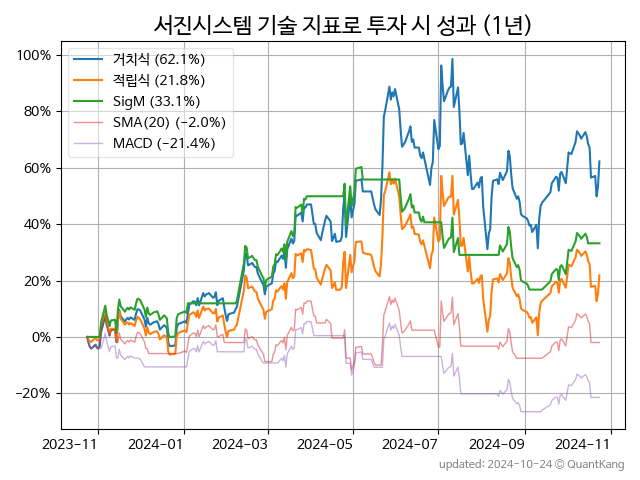 서진시스템 기술 지표로 투자 시 성과 (1년)
거치식 (62.1%)
적립식 (21.8%)
SigM (33.1%)
SMA(20) (−2.0%)
MACD (−21.4%)
100%
80%
60%
40%
20%
0%
−20%
2023−11 2024−01 2024−03 2024−05 2024−07 2024−09 2024−11
updated: 2024-10-24 © QuantKang